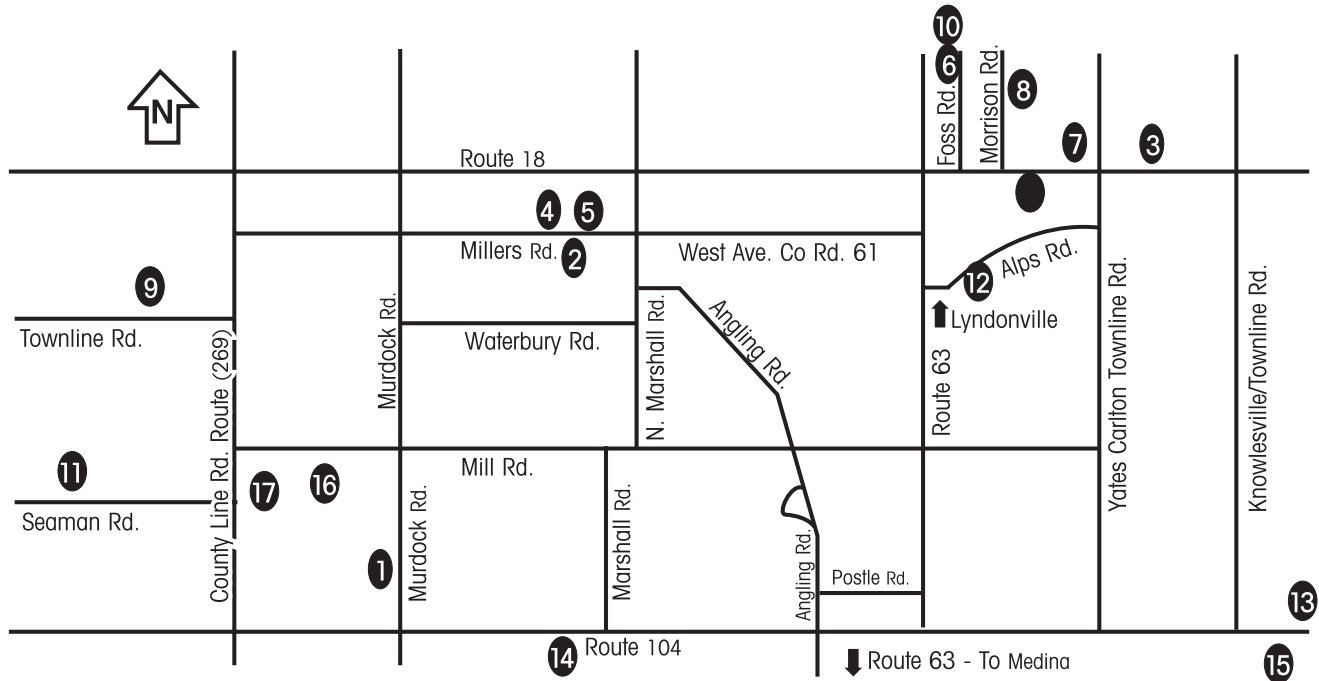 10
6
Foss Rd.
Morrison Rd.
8
N
7
3
Route 18
4
5
Millers Rd.
2
West Ave. Co Rd. 61
12
Alps Rd.
9
Townline Rd.
County Line Rd. Route (269)
Murdock Rd.
Waterbury Rd.
N. Marshall Rd.
Angling Rd.
Lyndonville
Route 63
Yates Carlton Townline Rd.
Knowlesville/Townline Rd.
11
Seaman Rd.
17
16
Mill Rd.
1
Murdock Rd.
Marshall Rd.
Angling Rd.
Postle Rd.
13
14
Route 104
Route 63 - To Medina
15